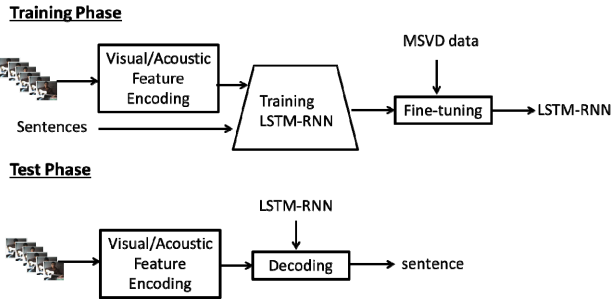 Training Phase
MSVD data
Visual/Acoustic
Feature
Encoding
Training
LSTM-RNN
Fine-tuning
LSTM-RNN
Sentences
Test Phase
LSTM-RNN
Visual/Acoustic
Feature
Encoding
Decoding
sentence